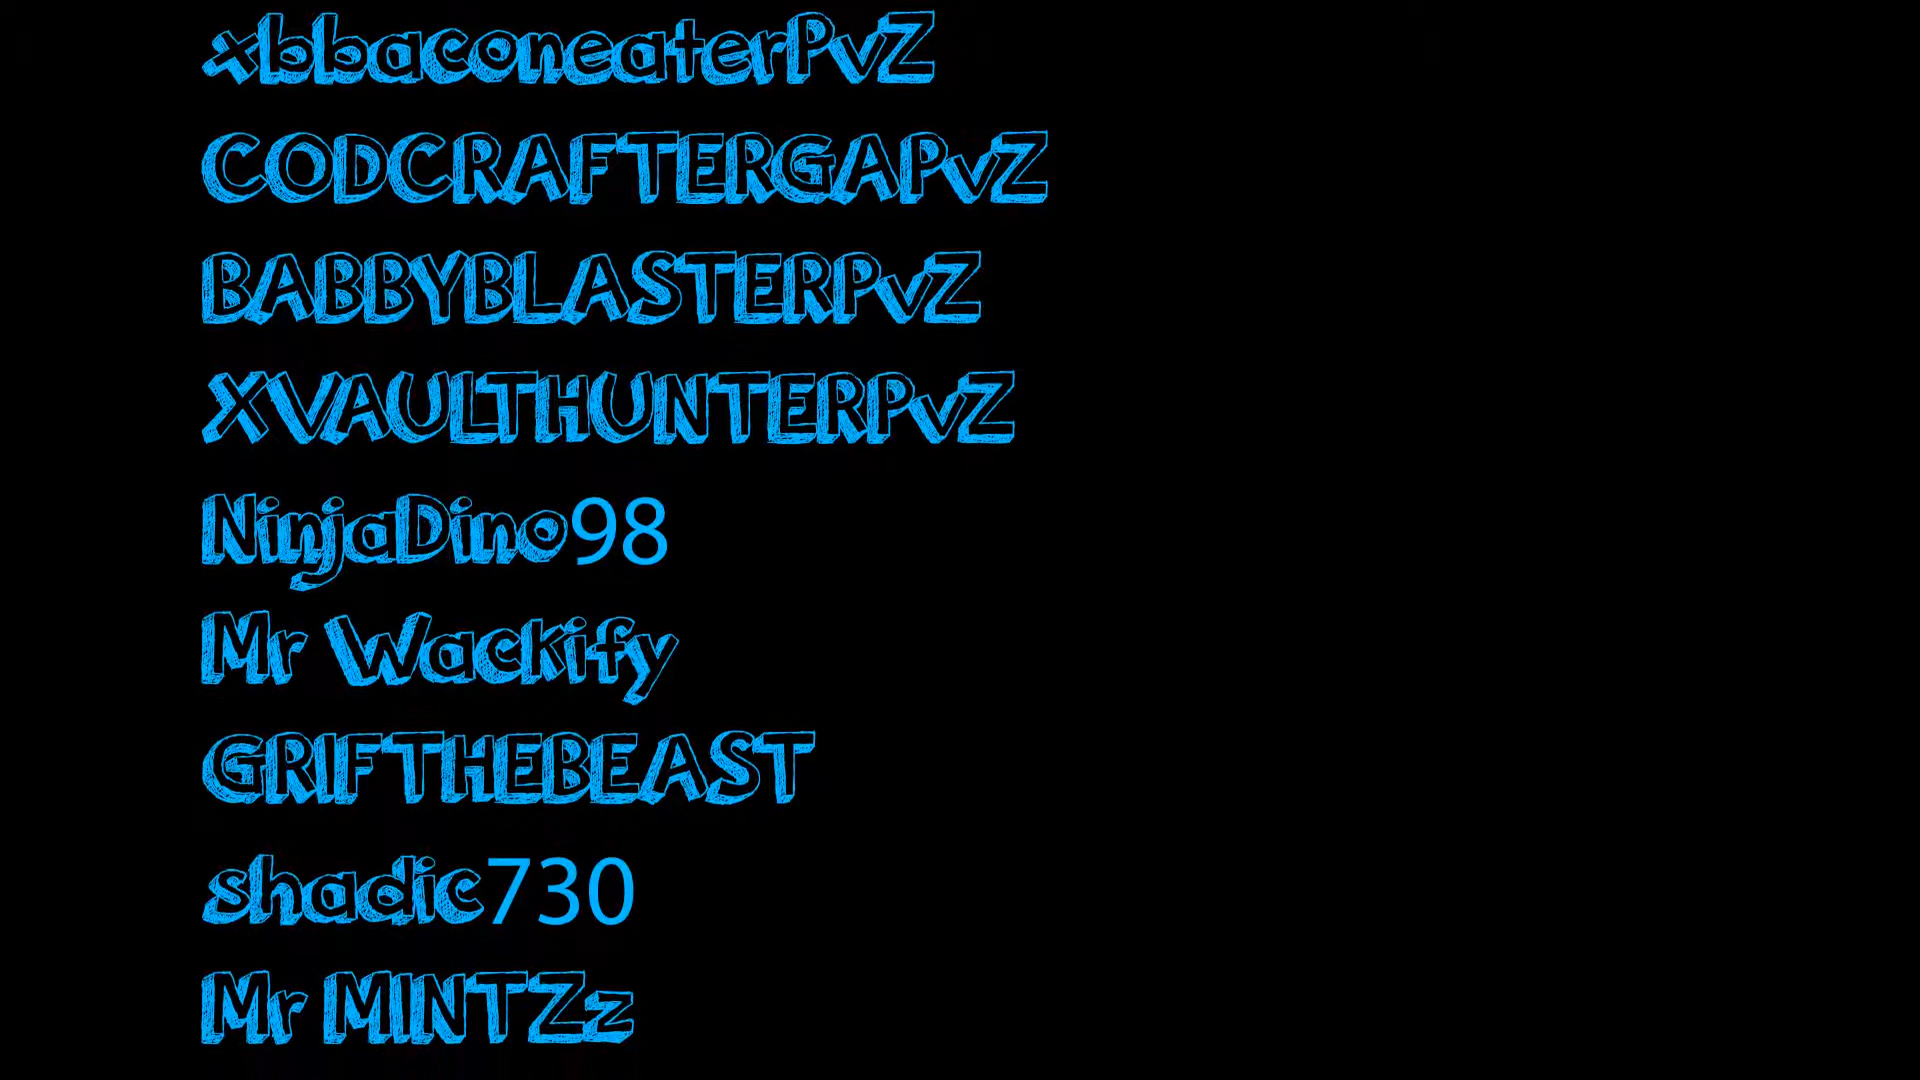 xbbaconeaterPvZ
CODCRAFTERGAPvZ
BABBYBLASTERPvZ
XVAULTHUNTERPvZ
NinjaDino98
Mr Wackify
GRIFTHEBEAST
shadic730
Mr MINTZz